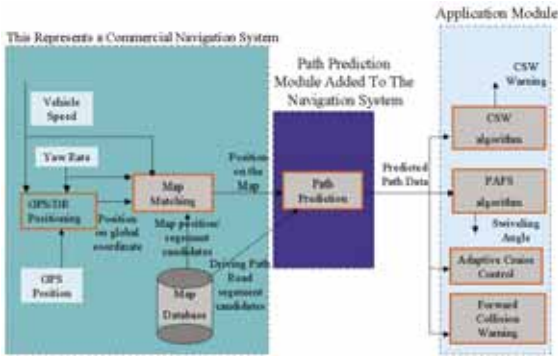 Application Module
This Represents a Commercial Navigation System
Path Prediction
Module Added To The
Navigation System
CSW
Warning
Vehicle
Speed
CSW
algorithm
Yaw Rate
Position
on the
Map
Predicted
Path Data
Map
Matching
Path
Prediction
PAFS
algorithm
GPS/DR
Positioning
Position
on global
coordinate
Map position/
segement
candidates
Swiveling
Angle
Driving Path
Road
segement
candidates
Adaptive Cruise
Control
GPS
Position
Map
Database
Forward
Collision
Warning